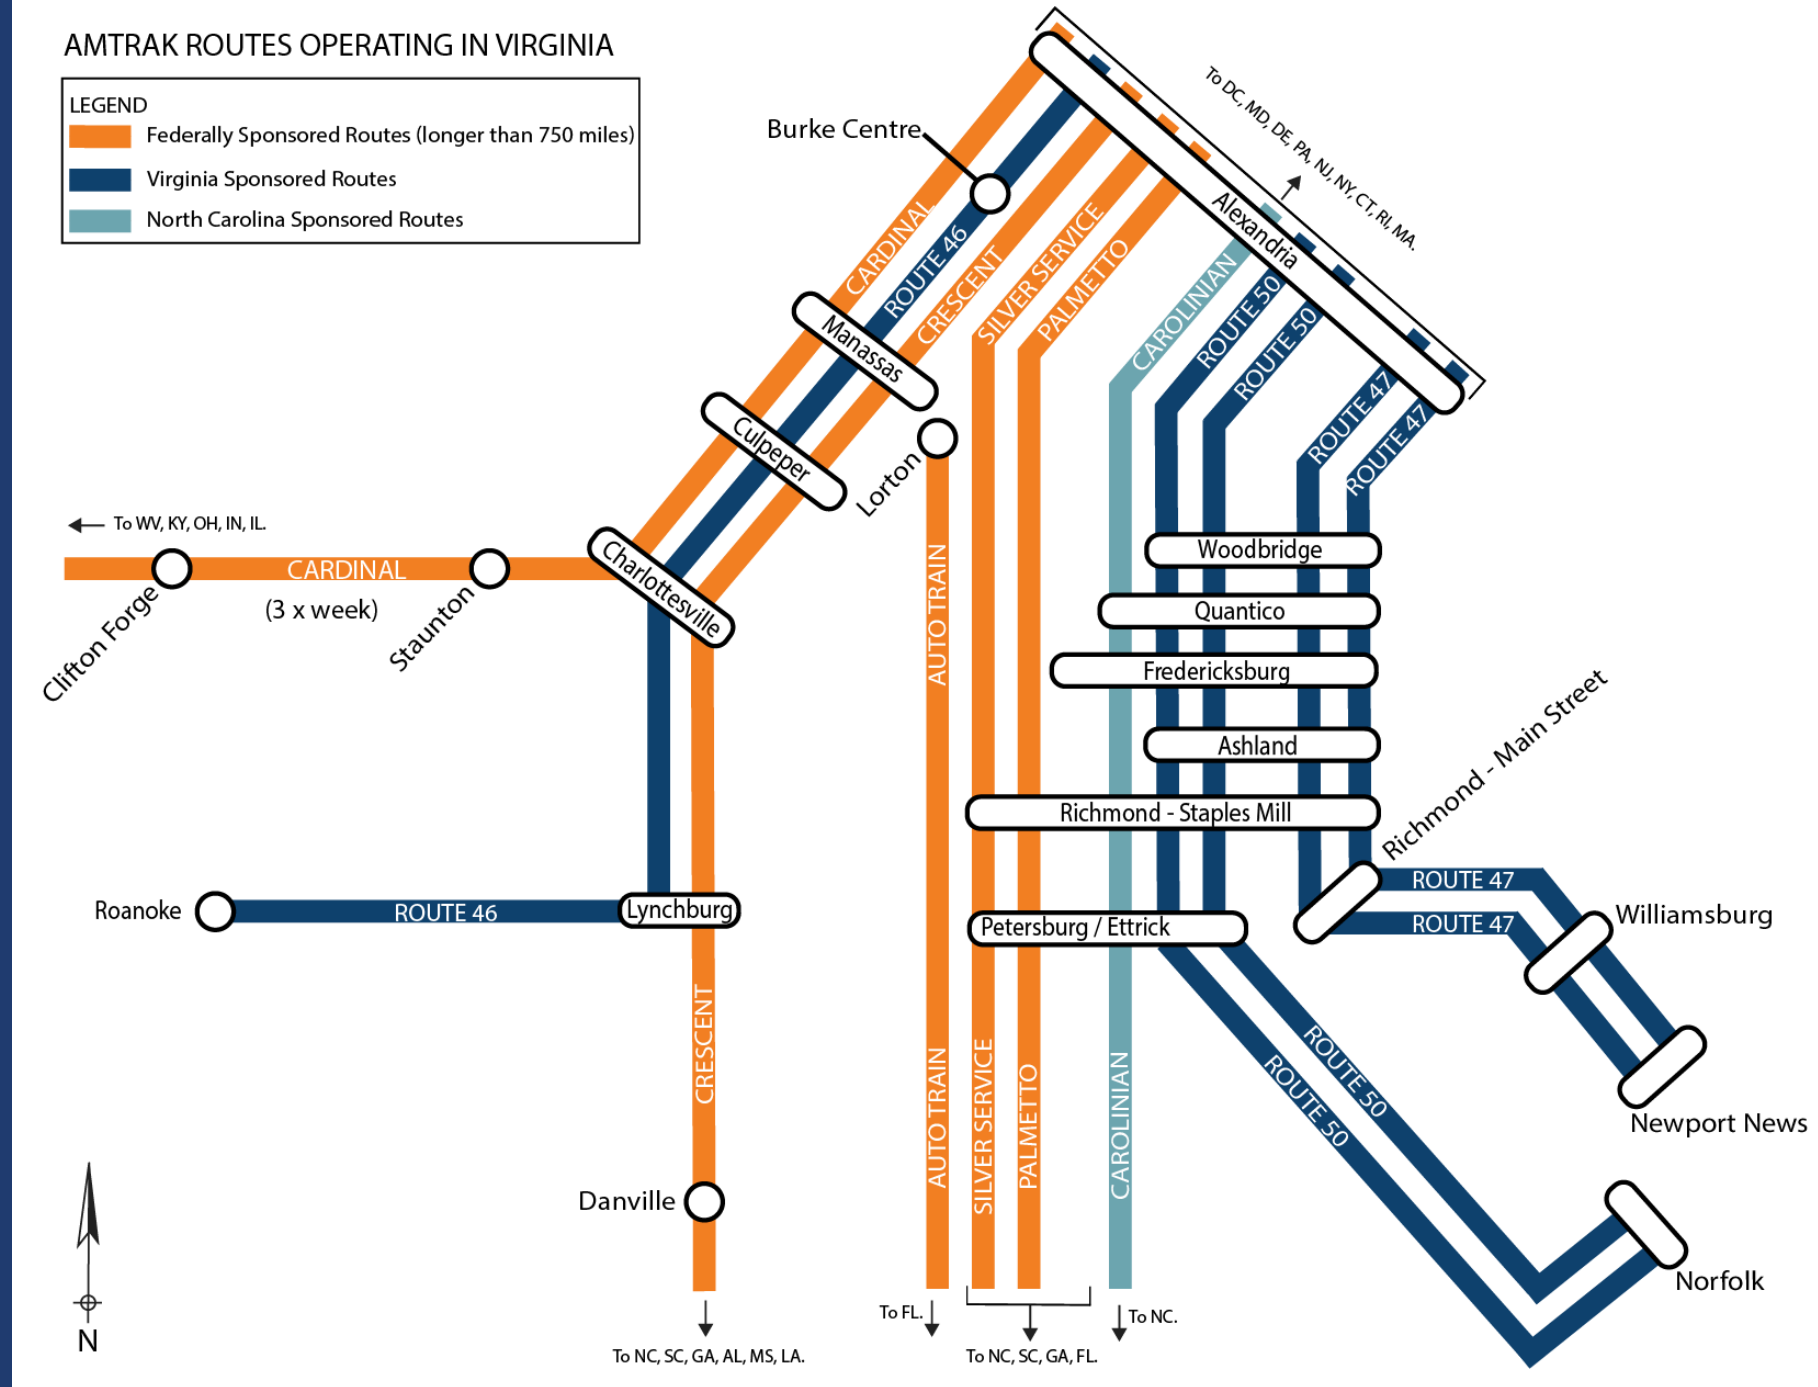 AMTRAK ROUTES OPERATING IN VIRGINIA
LEGEND
Federally Sponsored Routes (longer than 750 miles)
Virginia Sponsored Routes
North Carolina Sponsored Routes
To DC, MD, DE, PA, NJ, NY, CT, RI, MA.
Burke Centre
Alexandria
CARDINAL
ROUTE 46
CRESCENT
SILVER SERVICE
PALMETTO
CAROLINIAN
ROUTE 50
ROUTE 50
ROUTE 47
ROUTE 47
Manassas
Culpeper
Lorton
Charlottesville
To WV, KY, OH, IN, IL.
CARDINAL
(3 x week)
Clifton Forge
Staunton
AUTO TRAIN
Woodbridge
Quantico
Fredericksburg
Ashland
Richmond - Staples Mill
Richmond - Main Street
ROUTE 47
ROUTE 47
Williamsburg
Newport News
Roanoke
ROUTE 46
Lynchburg
Petersburg / Ettrick
CRESCENT
AUTO TRAIN
SILVER SERVICE
PALMETTO
CAROLINIAN
ROUTE 50
ROUTE 50
Danville
Norfolk
N
To FL.
To NC.
To NC, SC, GA, AL, MS, LA.
To NC, SC, GA, FL.